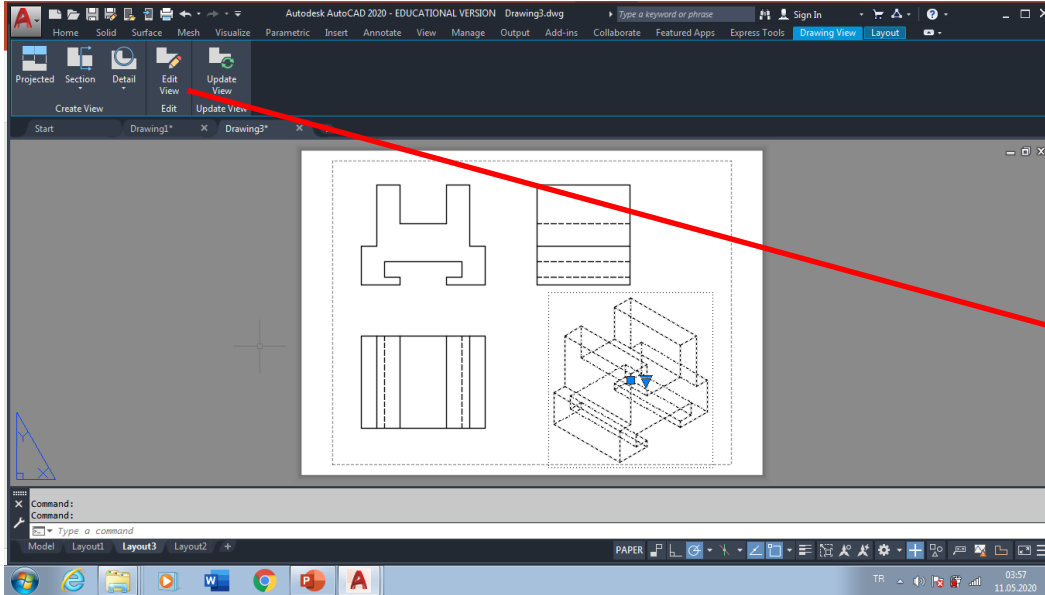 Autodesk AutoCAD 2020 - EDUCATIONAL VERSION Drawing3.dwg
Type a keyword or phrase
Sign In
Home Solid Surface Mesh Visualize Parametric Insert Annotate View Manage Output Add-ins Collaborate Featured Apps Express Tools Drawing View Layout
Projected Section Detail Edit View Update View
Create View Edit Update View
Start Drawing1* Drawing3*
Y
X
Command:
Command:
Type a command
Model Layout1 Layout3 Layout2 +
PAPER
TR
03:57
11.05.2020